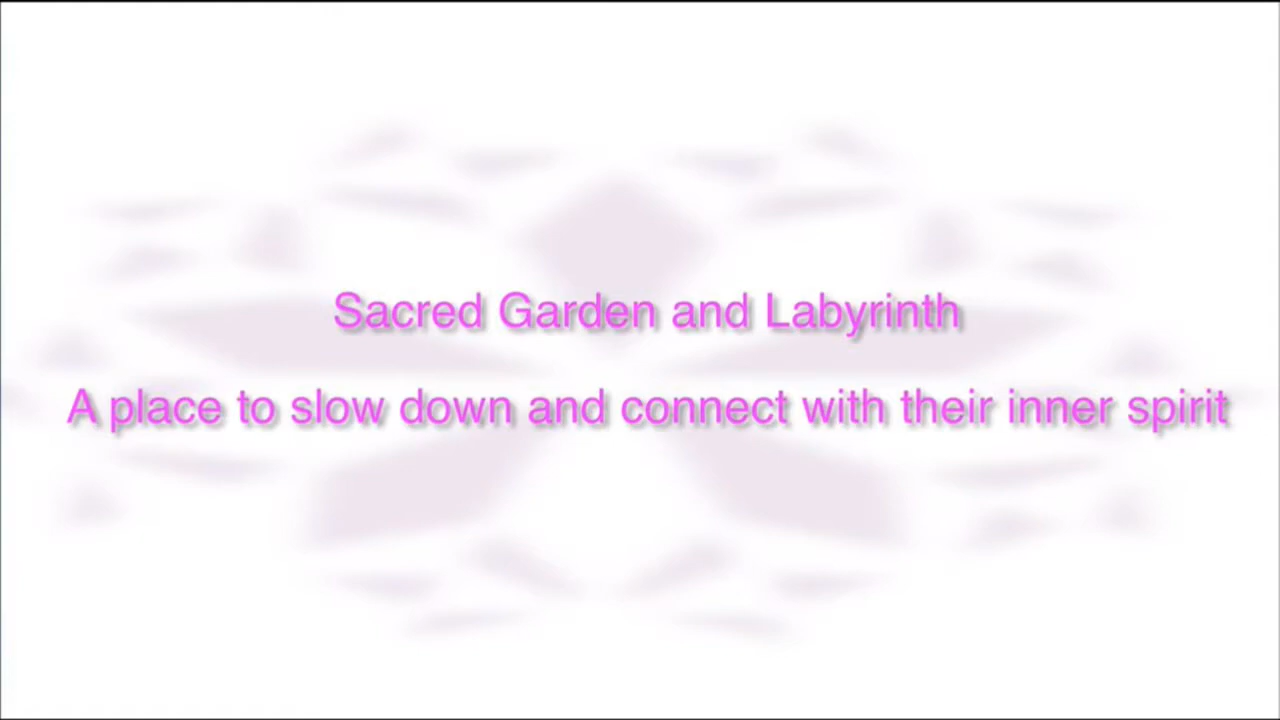 Sacred Garden and Labyrinth
A place to slow down and connect with their inner spirit